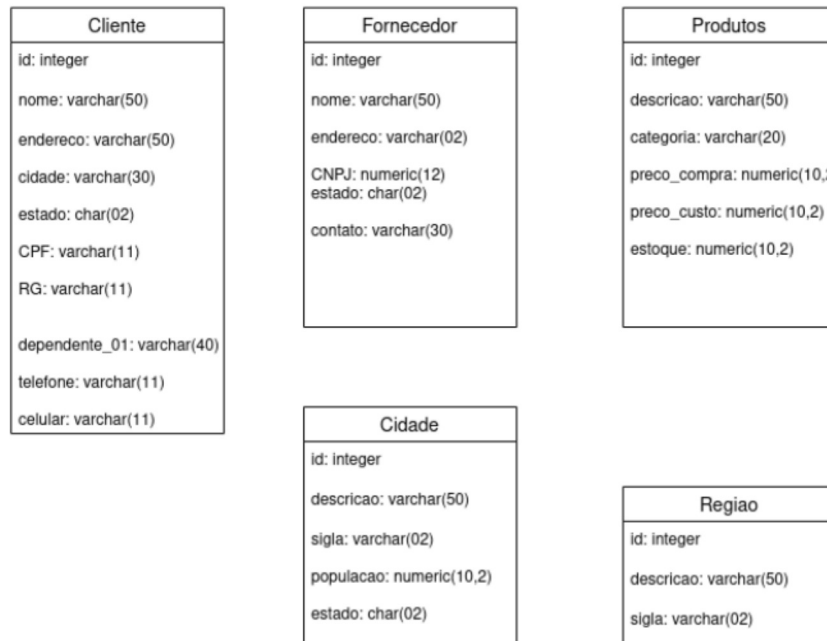 Cliente
id: integer
nome: varchar(50)
endereco: varchar(50)
cidade: varchar(30)
estado: char(02)
CPF: varchar(11)
RG: varchar(11)
dependente_01: varchar(40)
telefone: varchar(11)
celular: varchar(11)
Fornecedor
id: integer
nome: varchar(50)
endereco: varchar(02)
CNPJ: numeric(12)
estado: char(02)
contato: varchar(30)
Produtos
id: integer
descricao: varchar(50)
categoria: varchar(20)
preco_compra: numeric(10,
preco_custo: numeric(10,2)
estoque: numeric(10,2)
Cidade
id: integer
descricao: varchar(50)
sigla: varchar(02)
populacao: numeric(10,2)
estado: char(02)
Regiao
id: integer
descricao: varchar(50)
sigla: varchar(02)